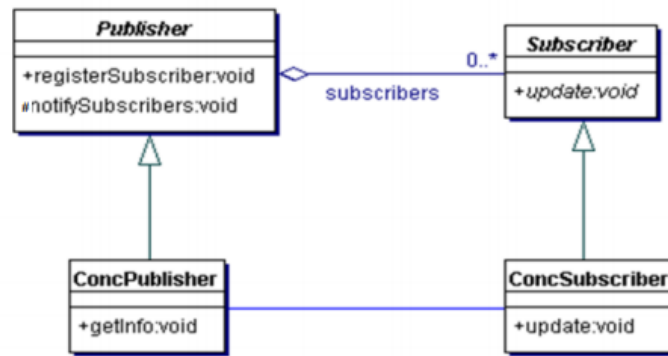 Publisher
+registerSubscriber:void
#notifySubscribers:void
0..*
subscribers
Subscriber
+update:void
ConcPublisher
+getInfo:void
ConcSubscriber
+update:void